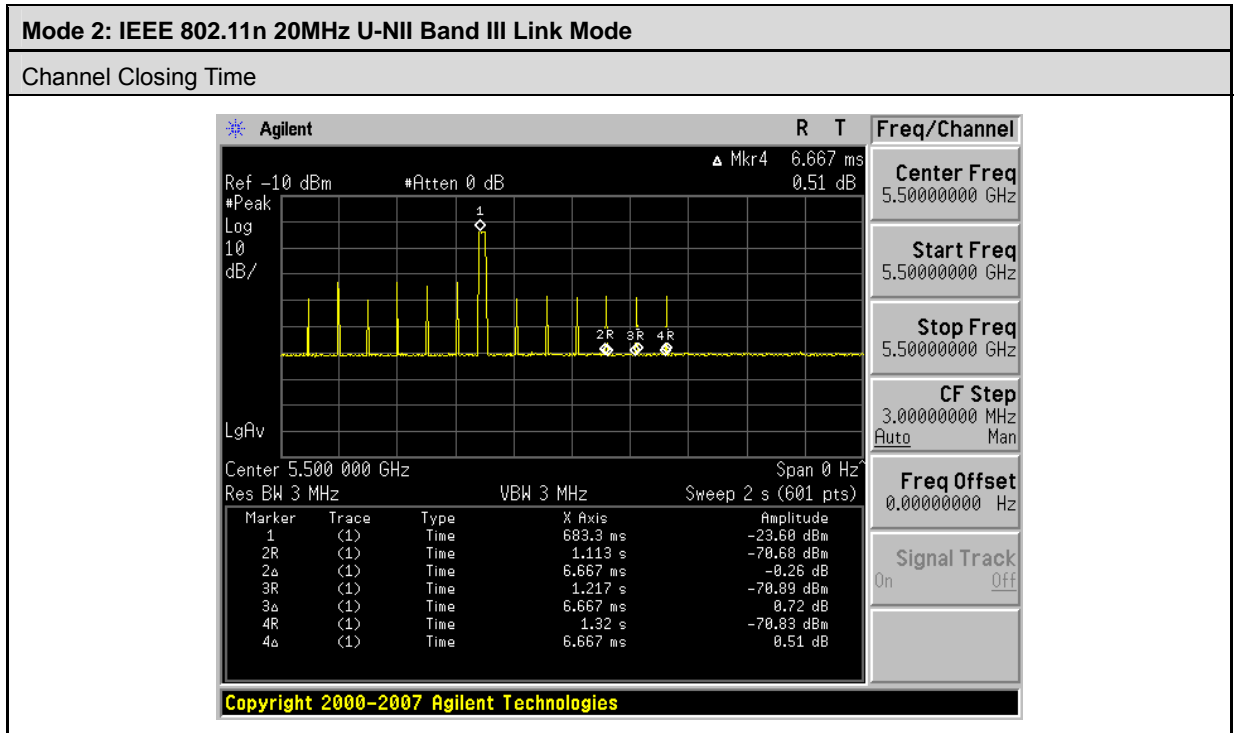 Mode 2: IEEE 802.11n 20MHz U-NII Band III Link Mode
Channel Closing Time
Agilent R T Freq/Channel
Δ Mkr4 6.667 ms
Ref -10 dBm #Atten 0 dB 0.51 dB
#Peak
Log
10
dB/
1
2R 3R 4R
LgAv
Center 5.500 000 GHz Span 0 Hz^
Res BW 3 MHz VBW 3 MHz Sweep 2 s (601 pts)
Marker Trace Type X Axis Amplitude
1 (1) Time 683.3 ms -23.60 dBm
2R (1) Time 1.113 s -70.68 dBm
2Δ (1) Time 6.667 ms -0.26 dB
3R (1) Time 1.217 s -70.89 dBm
3Δ (1) Time 6.667 ms 0.72 dB
4R (1) Time 1.32 s -70.83 dBm
4Δ (1) Time 6.667 ms 0.51 dB
Center Freq
5.50000000 GHz
Start Freq
5.50000000 GHz
Stop Freq
5.50000000 GHz
CF Step
3.00000000 MHz
Auto Man
Freq Offset
0.00000000 Hz
Signal Track
On Off
Copyright 2000-2007 Agilent Technologies